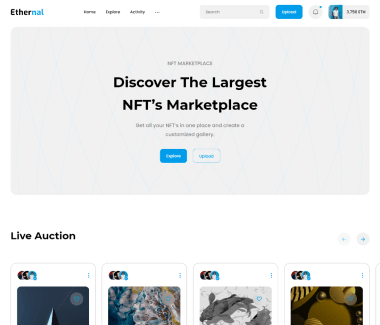 Ethernal
Home Explore Activity ...
Search
Upload
3.798 ETH
NFT MARKETPLACE
Discover The Largest
NFT's Marketplace
Get all your NFT's in one place and create a
customized gallery.
Explore Upload
Live Auction